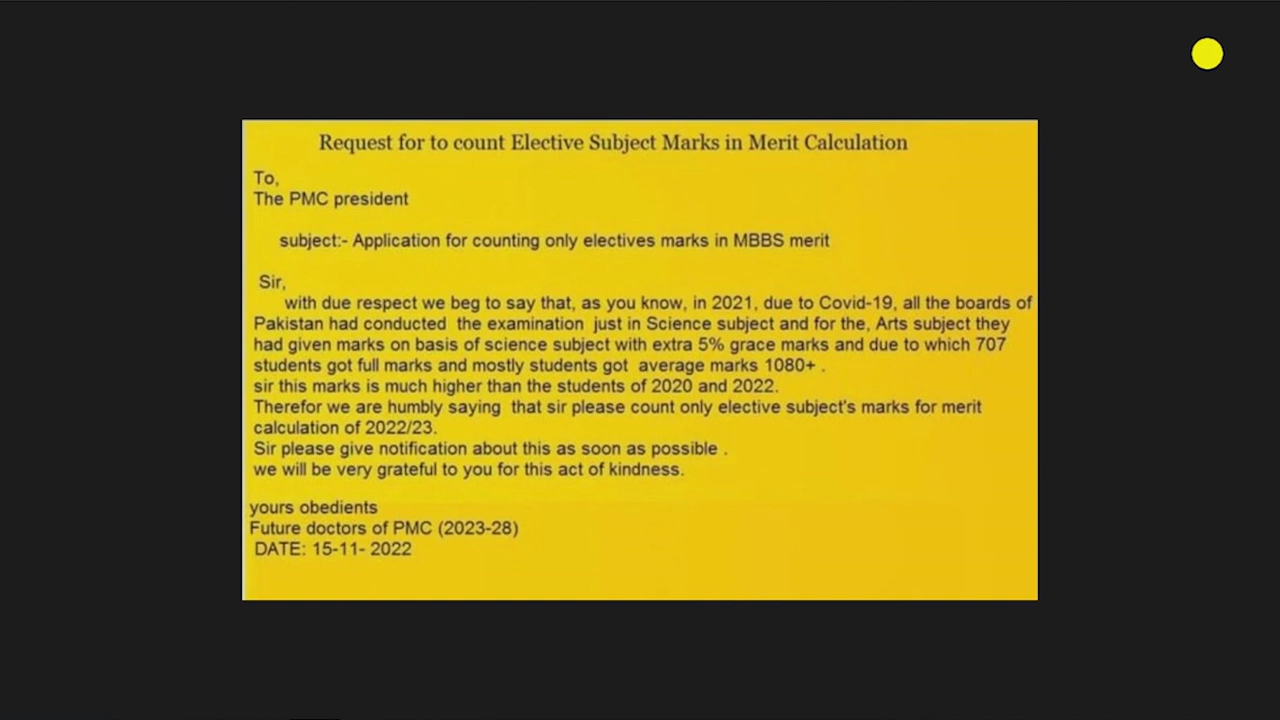 Request for to count Elective Subject Marks in Merit Calculation
To,
The PMC president
subject:- Application for counting only electives marks in MBBS merit
Sir,
with due respect we beg to say that, as you know, in 2021, due to Covid-19, all the boards of
Pakistan had conducted the examination just in Science subject and for the, Arts subject they
had given marks on basis of science subject with extra 5% grace marks and due to which 707
students got full marks and mostly students got average marks 1080+ .
sir this marks is much higher than the students of 2020 and 2022.
Therefor we are humbly saying that sir please count only elective subject's marks for merit
calculation of 2022/23.
Sir please give notification about this as soon as possible .
we will be very grateful to you for this act of kindness.
yours obedients
Future doctors of PMC (2023-28)
DATE: 15-11- 2022